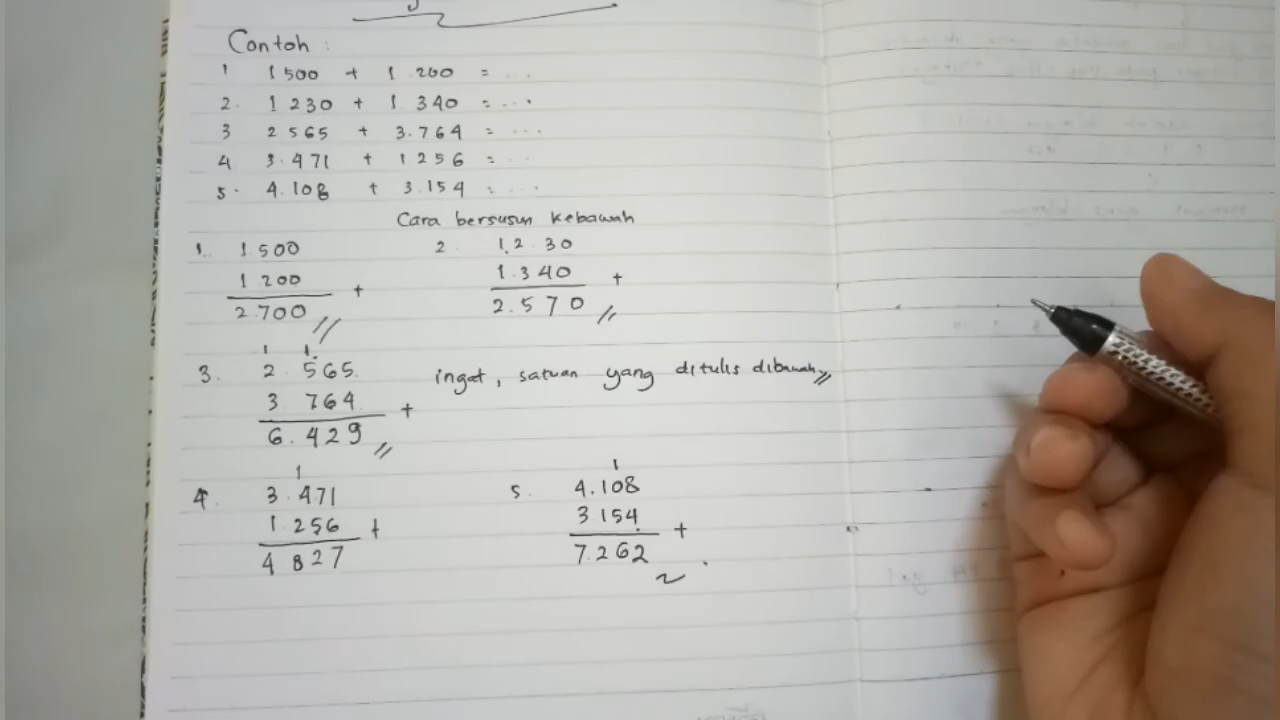 Contoh :
1 1 500 + 1 200 = ...
2. 1 230 + 1 340 = ...
3 2 565 + 3.764 = ...
4 3.471 + 1 256 = ...
5. 4.108 + 3.154 = ...
Cara bersusun kebawah
1. 1 500
1 200 +
2.700 //
2. 1.2 30
1.340 +
2.570 //
1 1.
3. 2 565.
3 764 +
6.429 //
ingat, satuan yang ditulis dibawah //
1
4. 3.471
1.256 +
4 827
1
5. 4.108
3.154 +
7.262